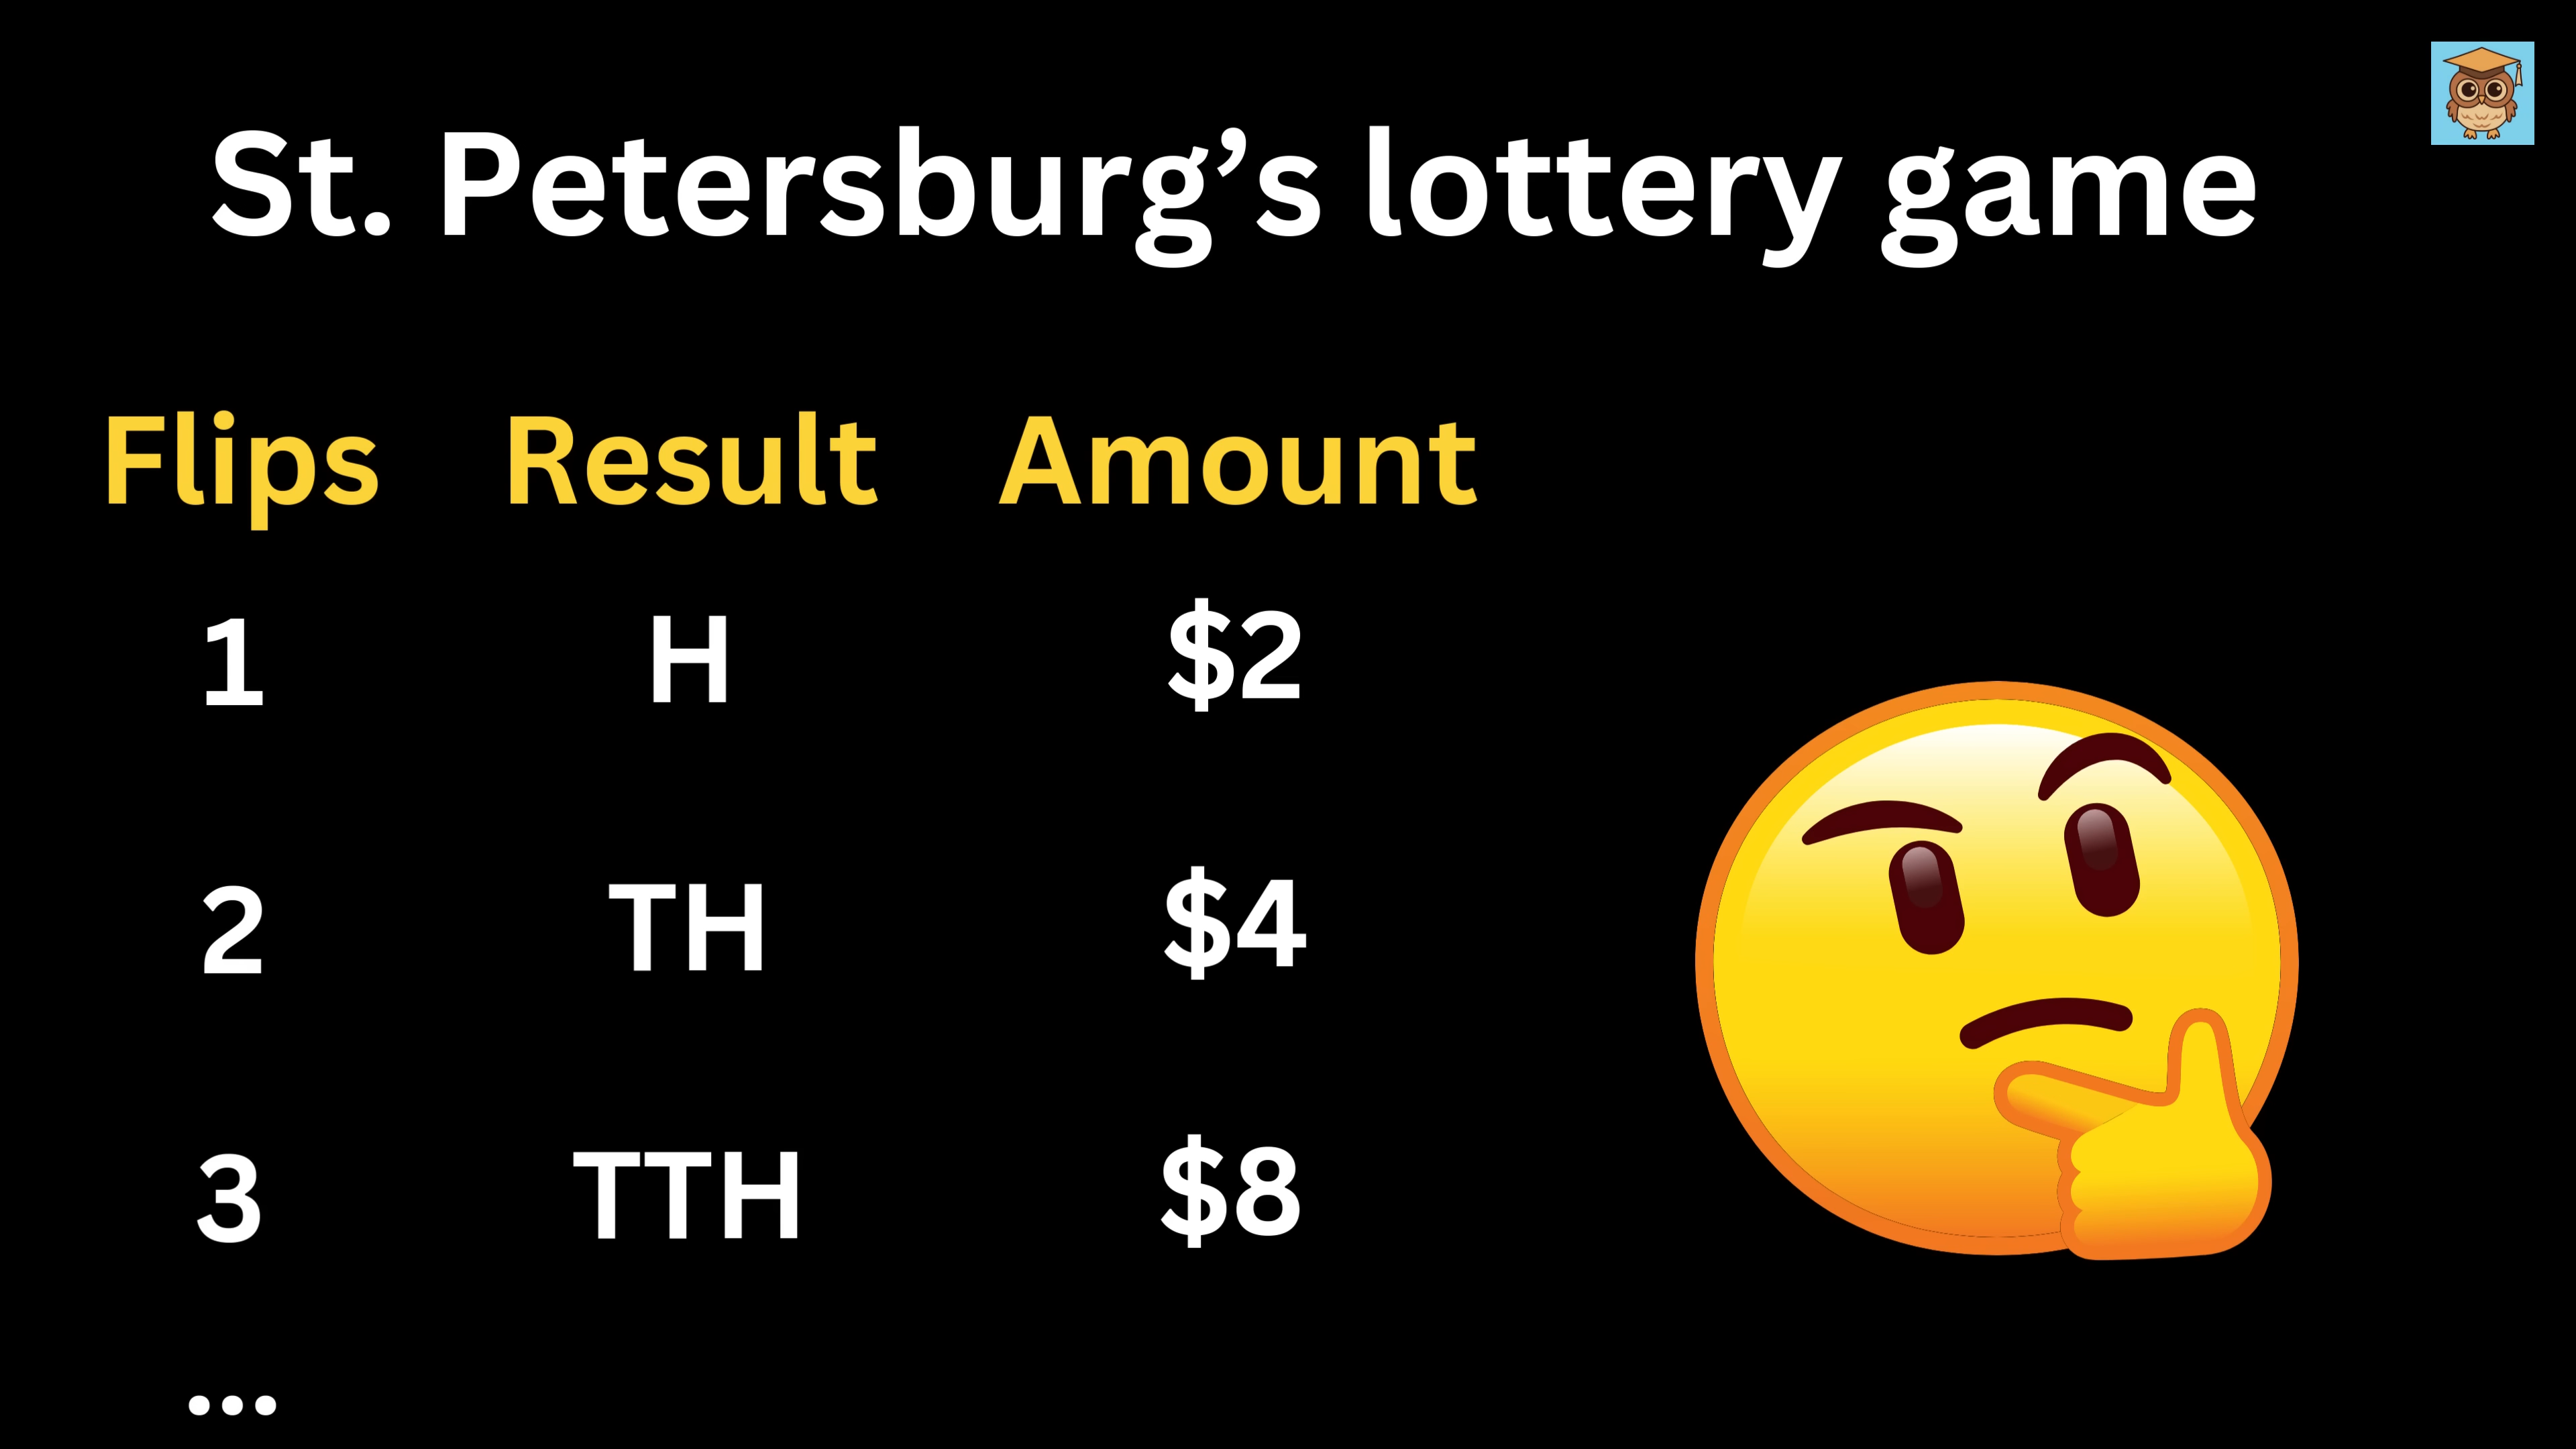 St. Petersburg’s lottery game
Flips Result Amount
1 H $2
2 TH $4
3 TTH $8
...